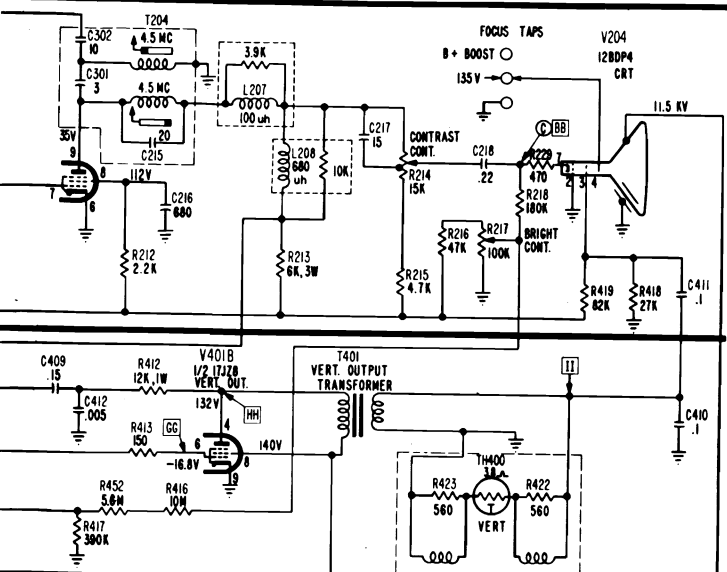 T204
C302
10
4.5 MC
C301
3
4.5 MC
20
C215
35V
9
8
7
6
112V
C216
680
R212
2.2K
3.9K
L207
100 uh
L208
680
uh
10K
R213
6K, 3W
C217
15
CONTRAST
CONT.
R214
15K
R215
4.7K
FOCUS TAPS
B + BOOST
135V
V204
12BDP4
CRT
11.5 KV
C
BB
C218
.22
R220
470
7
2
3
4
R218
180K
R216
47K
R217
100K
BRIGHT
CONT.
R419
82K
R418
27K
C411
.1
C409
.15
R412
12K, 1W
C412
.005
V401B
1/2 17JZ8
VERT. OUT.
132V
HH
4
6
8
9
140V
R413
150
GG
-16.8V
R452
5.6M
R416
10M
R417
390K
T401
VERT. OUTPUT
TRANSFORMER
II
C410
.1
TH400
R423
560
T
VERT
R422
560